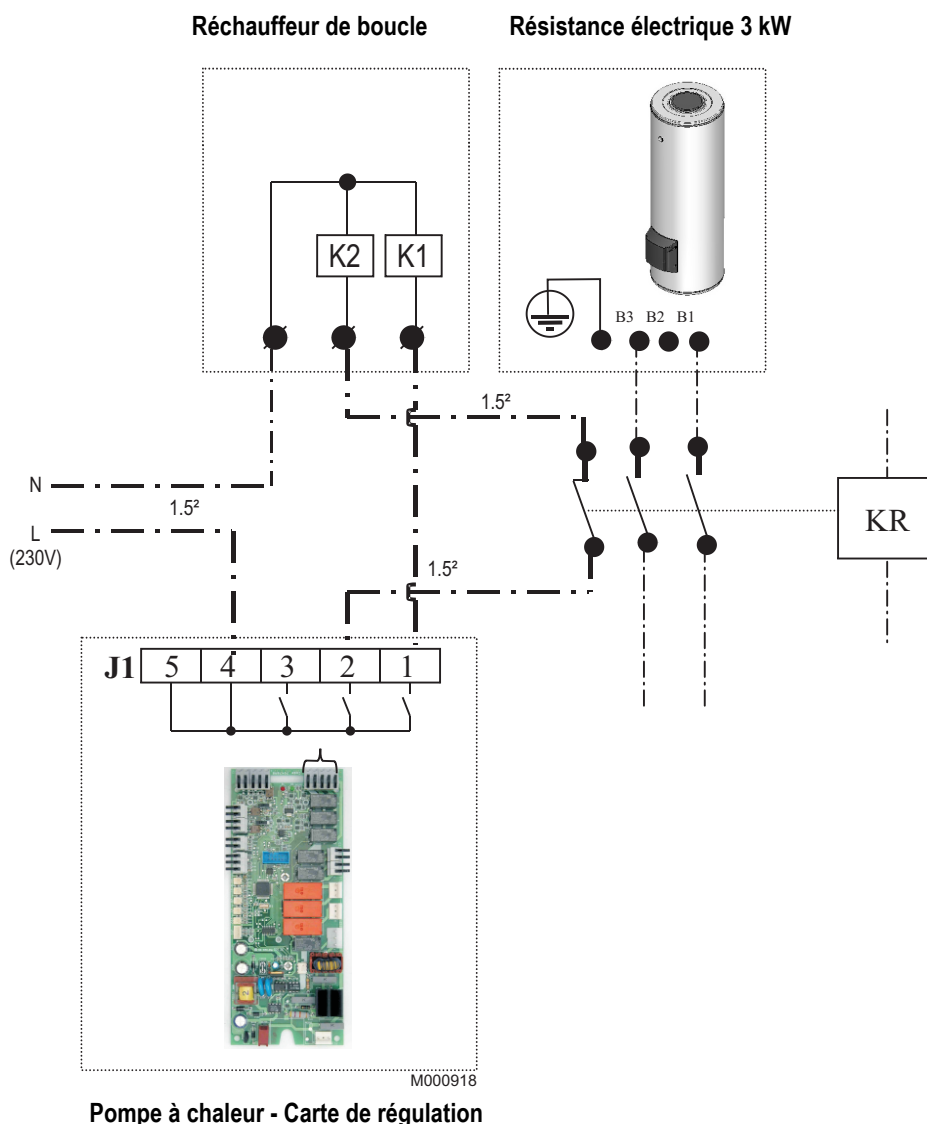 Réchauffeur de boucle Résistance électrique 3 kW
K2 K1
B3 B2 B1
1.5²
N
1.5²
L
(230V)
KR
1.5²
J1 5 4 3 2 1
M000918
Pompe à chaleur - Carte de régulation